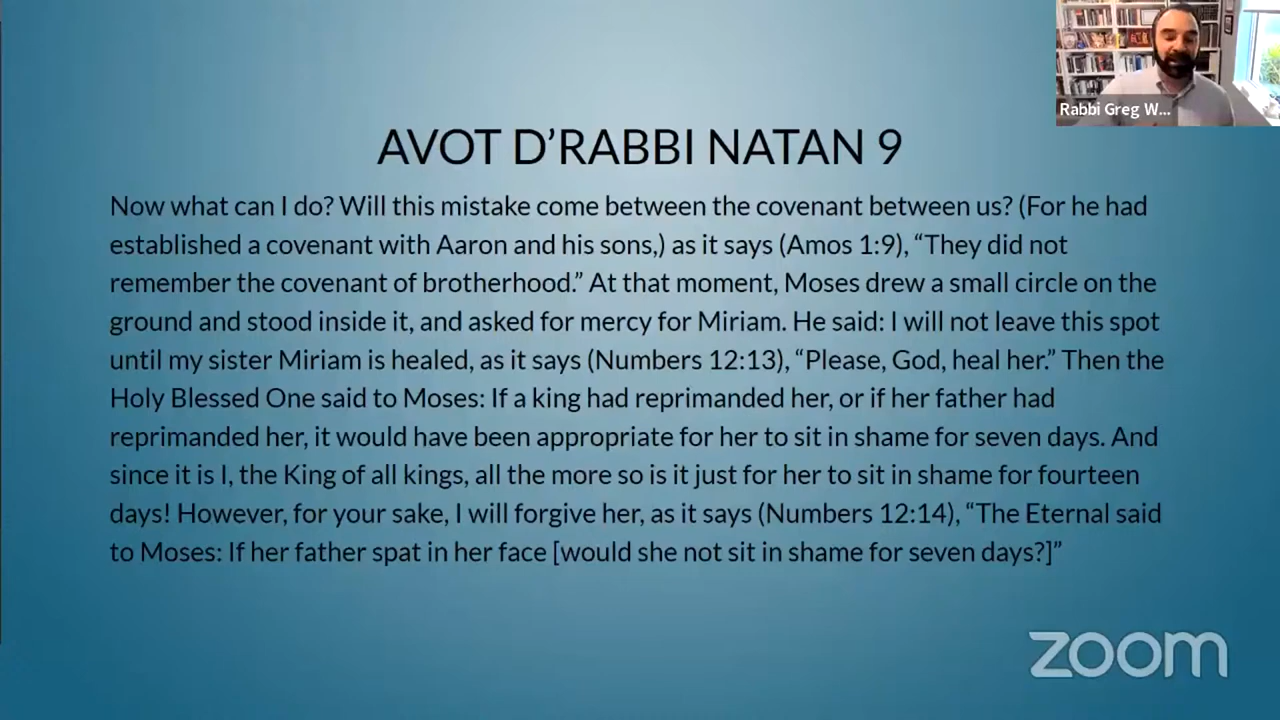 Rabbi Greg W...
AVOT D’RABBI NATAN 9
Now what can I do? Will this mistake come between the covenant between us? (For he had
established a covenant with Aaron and his sons,) as it says (Amos 1:9), “They did not
remember the covenant of brotherhood.” At that moment, Moses drew a small circle on the
ground and stood inside it, and asked for mercy for Miriam. He said: I will not leave this spot
until my sister Miriam is healed, as it says (Numbers 12:13), “Please, God, heal her.” Then the
Holy Blessed One said to Moses: If a king had reprimanded her, or if her father had
reprimanded her, it would have been appropriate for her to sit in shame for seven days. And
since it is I, the King of all kings, all the more so is it just for her to sit in shame for fourteen
days! However, for your sake, I will forgive her, as it says (Numbers 12:14), “The Eternal said
to Moses: If her father spat in her face [would she not sit in shame for seven days?]”
zoom